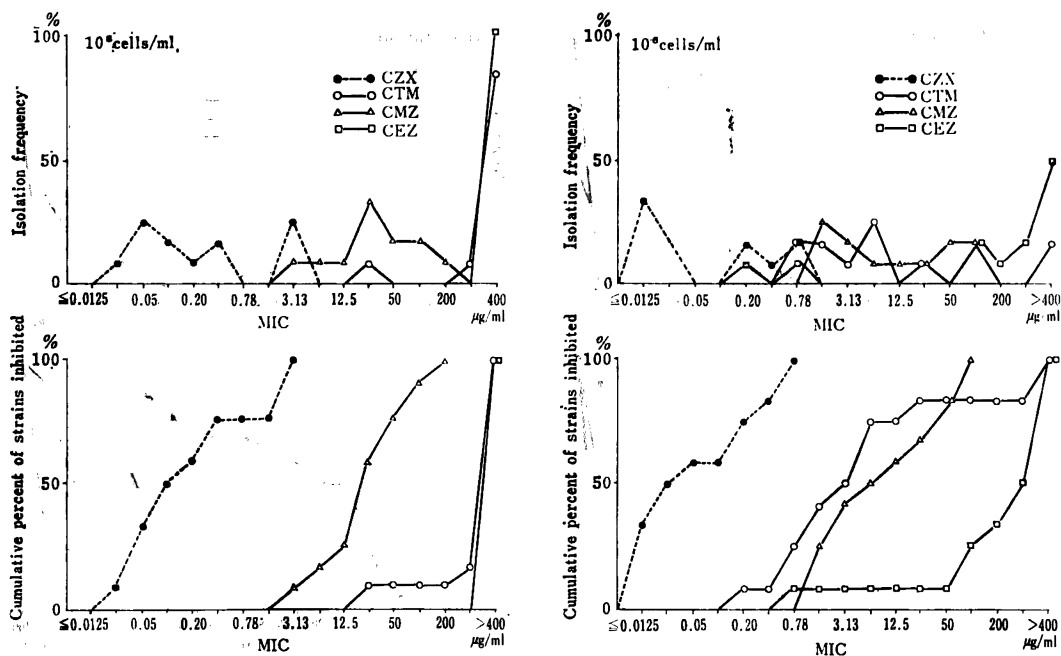 %
100
10⁸cells/ml
CZX
CTM
CMZ
CEZ
Isolation frequency
50
0
≦0.0125 0.05 0.20 0.78 3.13 12.5 50 200 400
MIC
μg/ml
%
100
10⁻⁶cells/ml
CZX
CTM
CMZ
CEZ
Isolation frequency
50
0
≦0.0125 0.05 0.20 0.78 3.13 12.5 50 200 >400
MIC
μg/ml
%
100
Cumulative percent of strains inhibited
50
0
≦0.0125 0.05 0.20 0.78 3.13 12.5 50 200 >400
MIC
μg/ml
%
100
Cumulative percent of strains inhibited
50
0
≦0.0125 0.20 0.78 3.13 12.5 50 200 >400
MIC
μg/ml